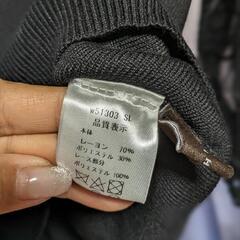 W51303 SL
品質表示
本体
レーヨン 70%
ポリエステル 30%
レース部分
ポリエステル 100%
M